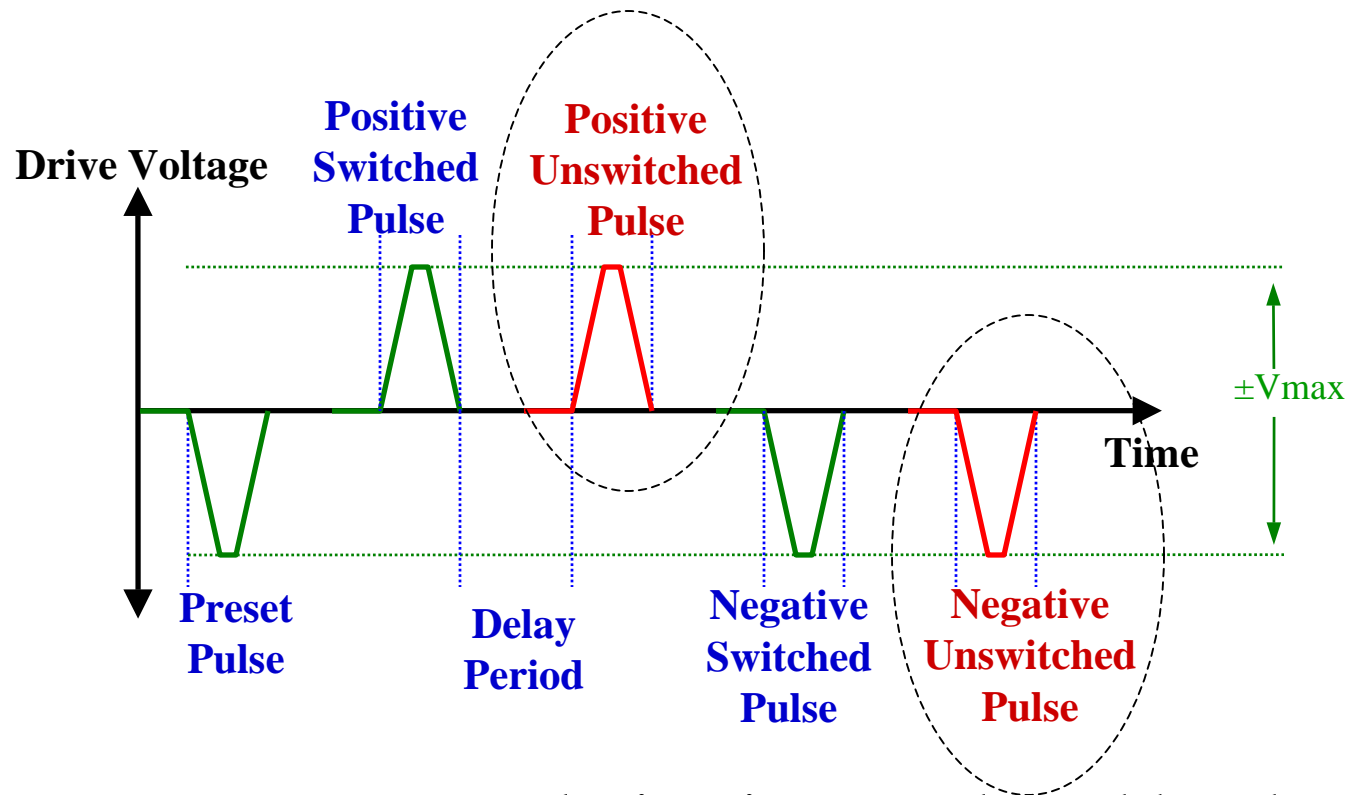 Positive
Switched
Pulse
Positive
Unswitched
Pulse
Drive Voltage
±Vmax
Time
Preset
Pulse
Delay
Period
Negative
Switched
Pulse
Negative
Unswitched
Pulse